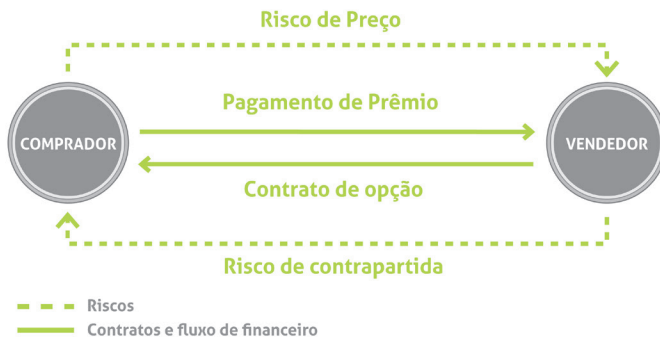 Risco de Preço
Pagamento de Prêmio
COMPRADOR
VENDEDOR
Contrato de opção
Risco de contrapartida
Riscos
Contratos e fluxo de financeiro